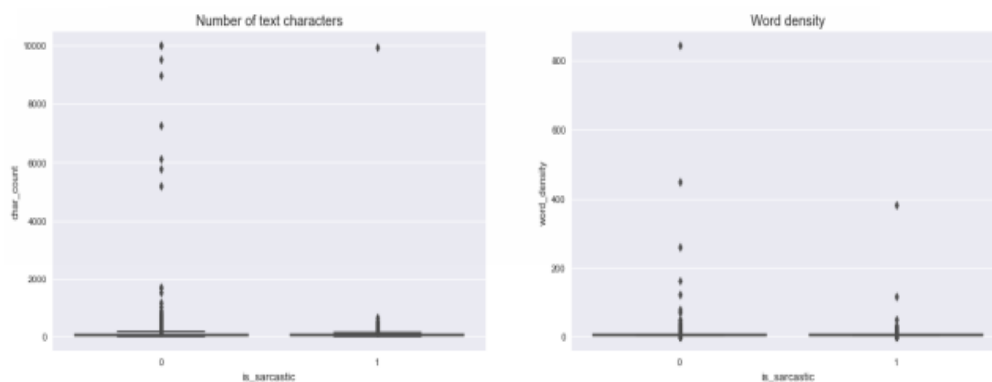 Number of text characters
10000
8000
6000
4000
2000
0
char_count
0
1
is_sarcastic
Word density
800
600
400
200
0
word_density
0
1
is_sarcastic